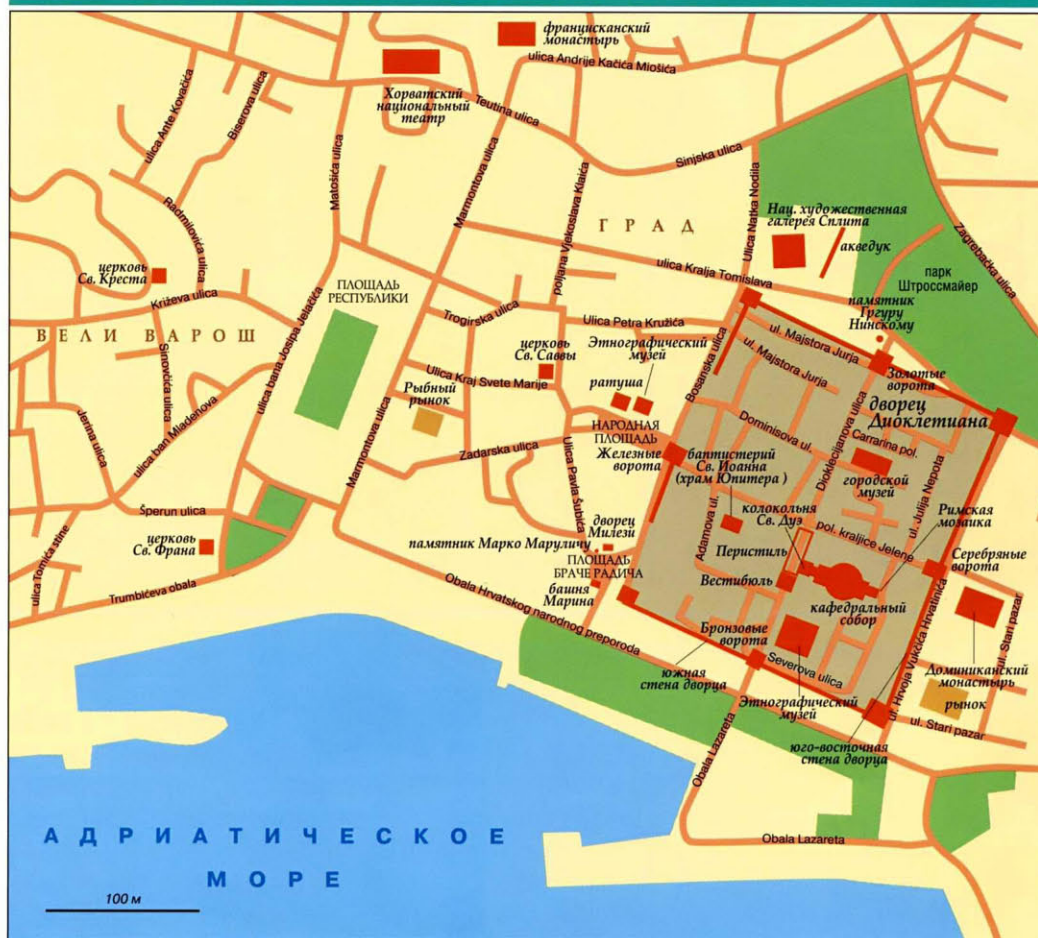 францисканский
монастырь
ulica Andrije Kačića Miošića
Хорватский
национальный
театр
Teutina ulica
ulica Ante Kovačića
Biserova ulica
Matošića ulica
Marmontova ulica
Sinjska ulica
poljana Vjekoslava Klaića
Ulica Natka Nodila
Radmilovića ulica
ГРАД
Нац. художественная
галерея Сплита
акведук
Zagrebačka ulica
ulica Kralja Tomislava
парк
Штроссмайер
церковь
Св. Креста
Križeva ulica
ПЛОЩАДЬ
РЕСПУБЛИКИ
памятник
Гргуру
Нинскому
ВЕЛИ ВАРОШ
ulica bana Josipa Jelačića
Trogirska ulica
Ulica Petra Kružića
ul. Majstora Jurja
ul. Majstora Jurja
Этнографический
музей
церковь
Св. Саввы
Bosanska ulica
Золотые
ворота
Sinovčića ulica
Ulica Kraj Svete Marije
Рыбный
рынок
ратуша
дворец
Диоклетиана
Jerina ulica
ulica ban Mladenova
Marmontova ulica
Zadarska ulica
НАРОДНАЯ
ПЛОЩАДЬ
Железные
ворота
Dominisova ul.
Dioklecijanova ulica
Carrarina pol.
баптистерий
Св. Иоанна
(храм Юпитера )
городской
музей
Ulica Pavla Šubića
Adamova ul.
колокольня
Св. Дуэ
ul. Julija Nepota
Римская
мозаика
Šperun ulica
церковь
Св. Франа
дворец
Милези
памятник Марко Маруличу
ПЛОЩАДЬ
БРАЧЕ РАДИЧА
башня
Марина
pol. kraljice Jelene
Перистиль
Вестибюль
Серебряные
ворота
ulica Tomića stine
Trumbićeva obala
Obala Hrvatskog narodnog preporoda
кафедральный
собор
Бронзовые
ворота
Severova ulica
ul. Hrvoja Vukčića Hrvatinića
ul. Stari pazar
Доминиканский
монастырь
рынок
южная
стена дворца
Этнографический
музей
ul. Stari pazar
юго-восточная
стена дворца
Obala Lazareta
Obala Lazareta
АДРИАТИЧЕСКОЕ
МОРЕ
100 м